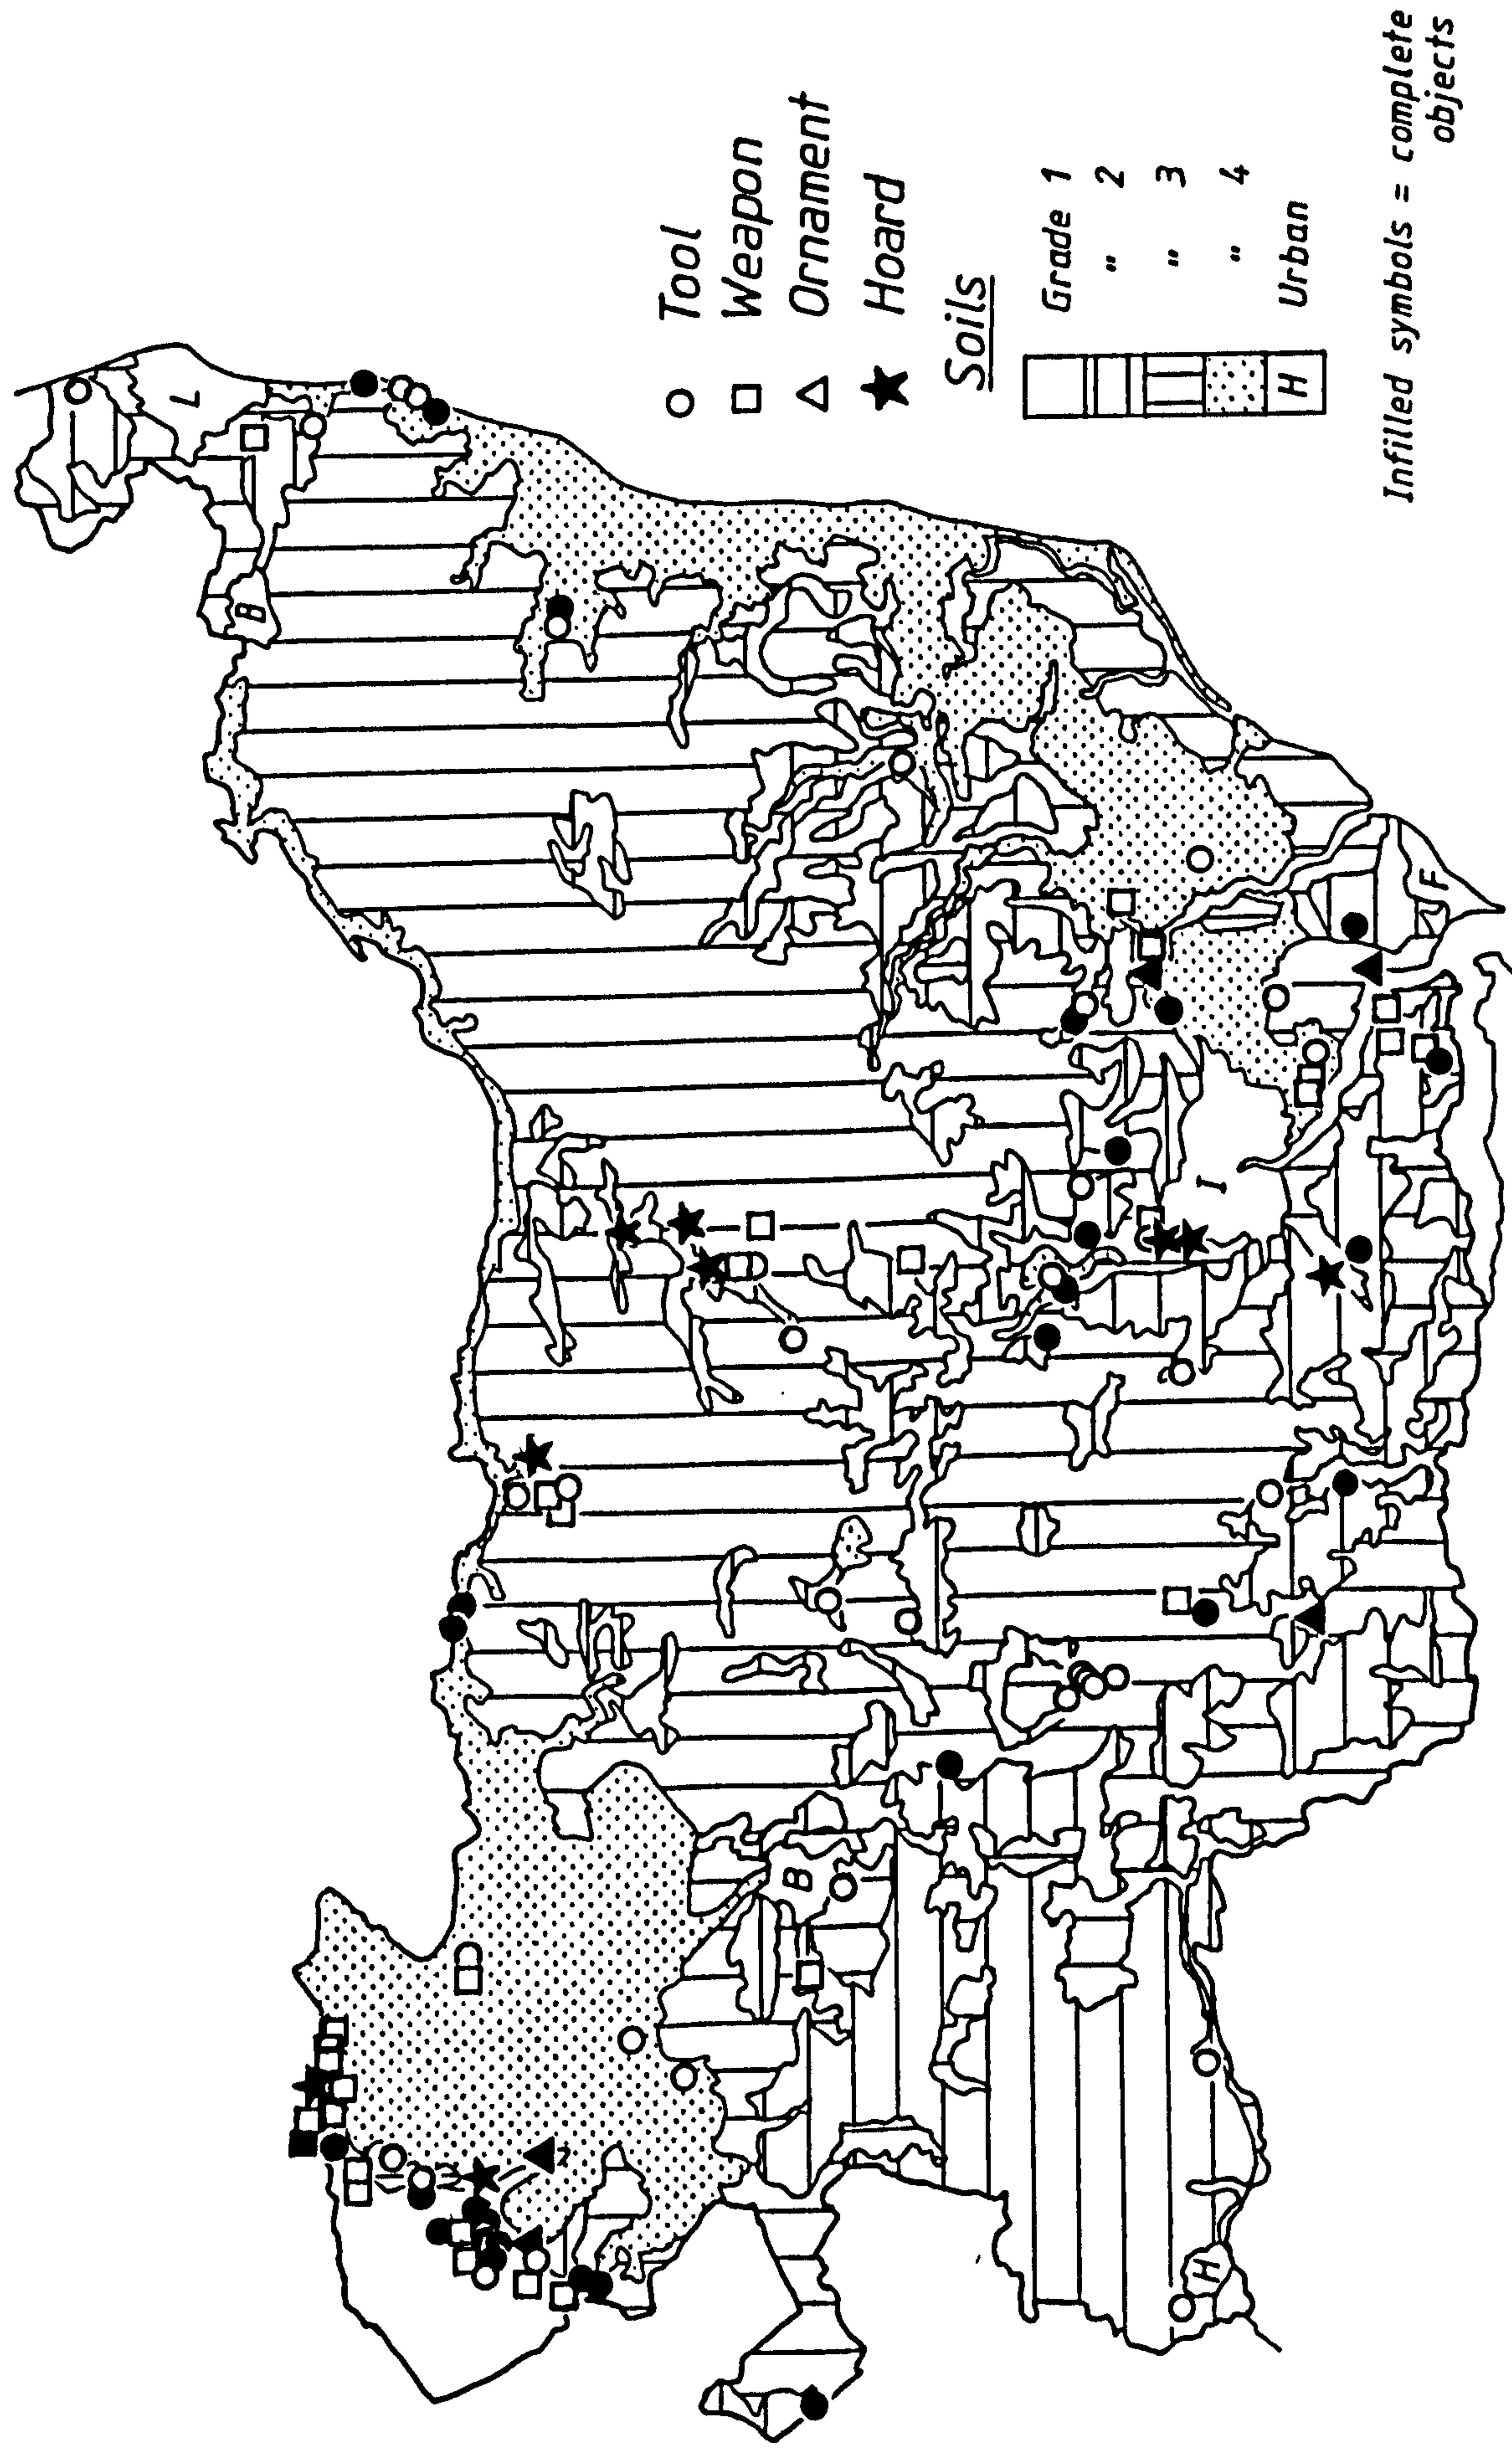 L
B
B
I
F
H
2
Tool
Weapon
Ornament
Hoard
Soils
Grade 1
" 2
" 3
" 4
H Urban
Infilled symbols = complete
objects